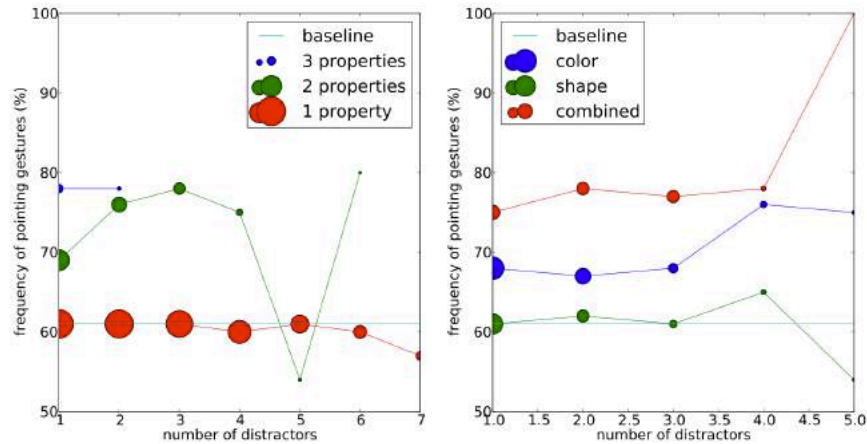 100
90
80
70
60
50
frequency of pointing gestures (%)
baseline
3 properties
2 properties
1 property
1 2 3 4 5 6 7
number of distractors
100
90
80
70
60
50
frequency of pointing gestures (%)
baseline
color
shape
combined
1.0 1.5 2.0 2.5 3.0 3.5 4.0 4.5 5.0
number of distractors